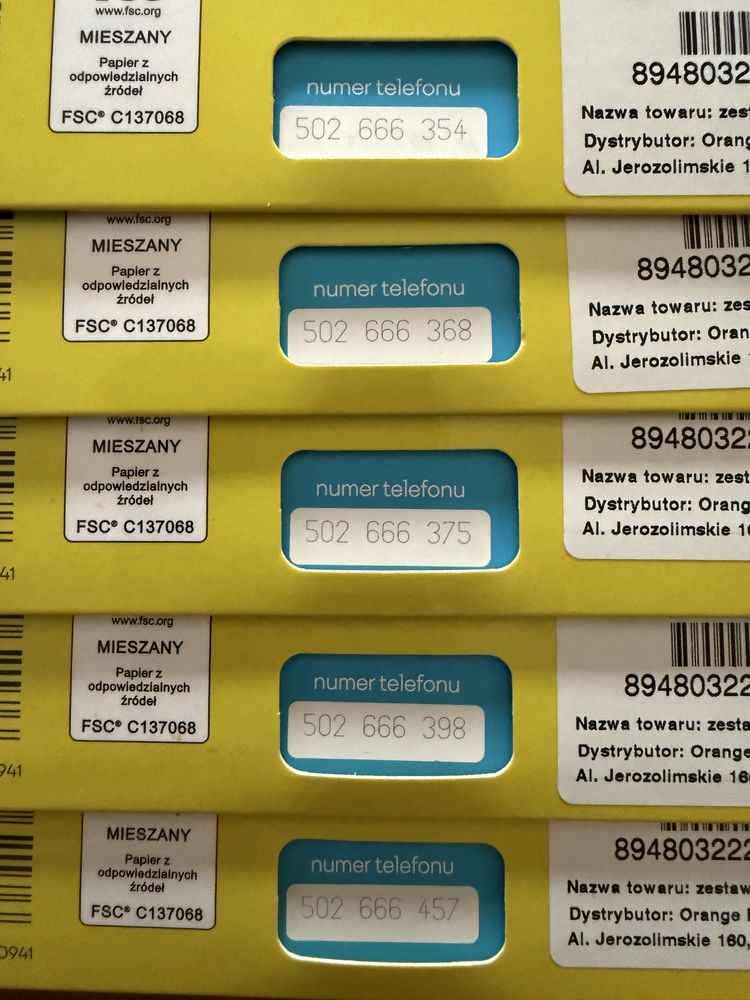 www.fsc.org
MIESZANY
Papier z
odpowiedzialnych
źródeł
FSC® C137068
numer telefonu
502 666 354
8948032
Nazwa towaru: zest
Dystrybutor: Orang
Al. Jerozolimskie 1
www.fsc.org
MIESZANY
Papier z
odpowiedzialnych
źródeł
FSC® C137068
41
numer telefonu
502 666 368
8948032
Nazwa towaru: zes
Dystrybutor: Oran
Al. Jerozolimskie
www.fsc.org
MIESZANY
Papier z
odpowiedzialnych
źródeł
FSC® C137068
41
numer telefonu
502 666 375
89480322
Nazwa towaru: zest
Dystrybutor: Orang
Al. Jerozolimskie 16
www.fsc.org
MIESZANY
Papier z
odpowiedzialnych
źródeł
FSC® C137068
941
numer telefonu
502 666 398
89480322
Nazwa towaru: zesta
Dystrybutor: Orange
Al. Jerozolimskie 160
MIESZANY
Papier z
odpowiedzialnych
źródeł
FSC® C137068
0941
numer telefonu
502 666 457
894803222
Nazwa towaru: zestaw
Dystrybutor: Orange
Al. Jerozolimskie 160,